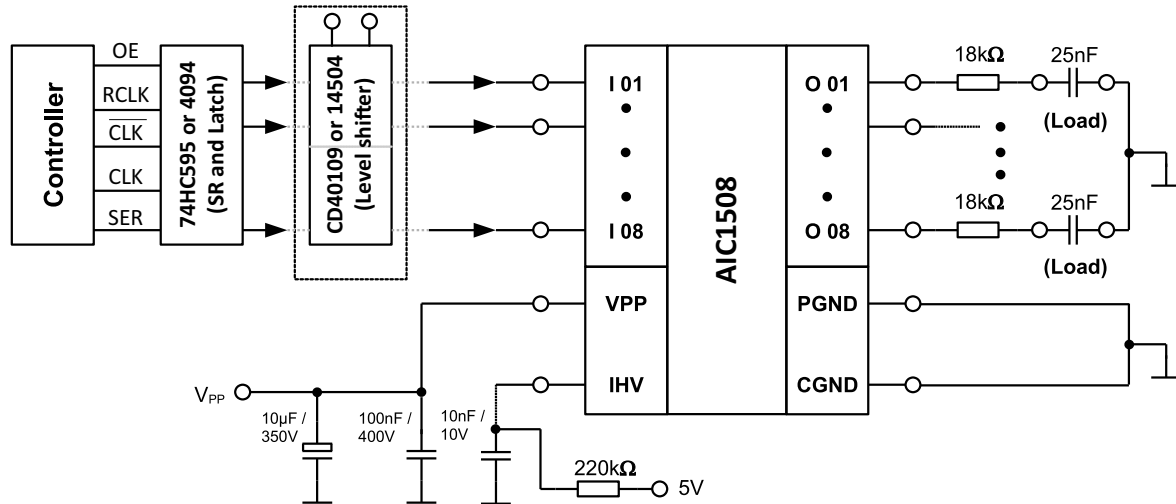 Controller
OE
RCLK
CLK
CLK
SER
74HC595 or 4094
(SR and Latch)
CD40109 or 14504
(Level shifter)
I 01
I 08
VPP
IHV
AIC1508
O 01
O 08
PGND
CGND
18kΩ
25nF
(Load)
18kΩ
25nF
(Load)
VPP
10µF /
350V
100nF /
400V
10nF /
10V
220kΩ
5V